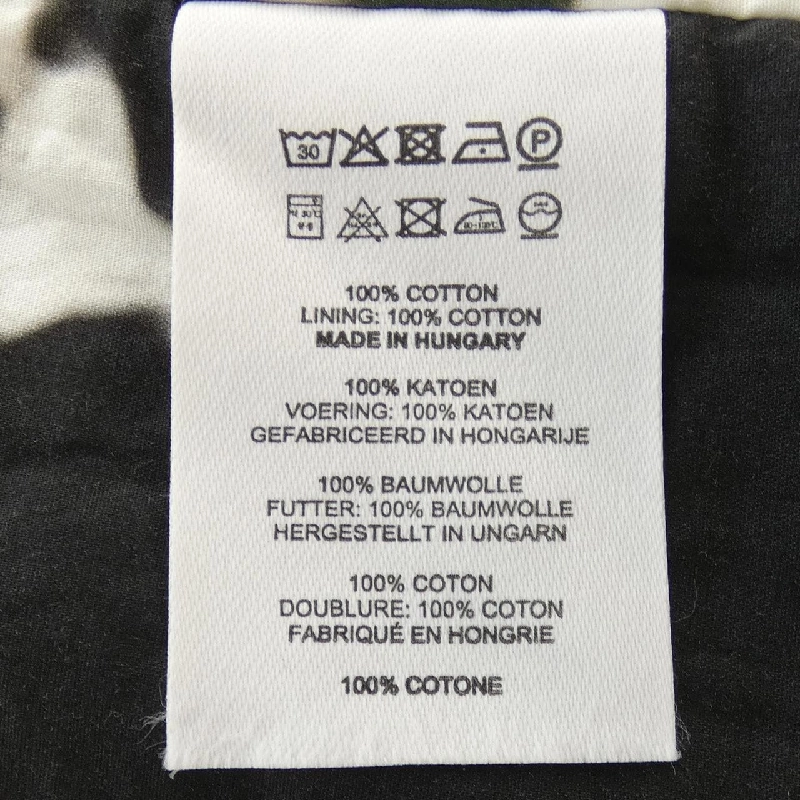 30
P
100% COTTON
LINING: 100% COTTON
MADE IN HUNGARY
100% KATOEN
VOERING: 100% KATOEN
GEFABRICEERD IN HONGARIJE
100% BAUMWOLLE
FUTTER: 100% BAUMWOLLE
HERGESTELLT IN UNGARN
100% COTON
DOUBLURE: 100% COTON
FABRIQUÉ EN HONGRIE
100% COTONE